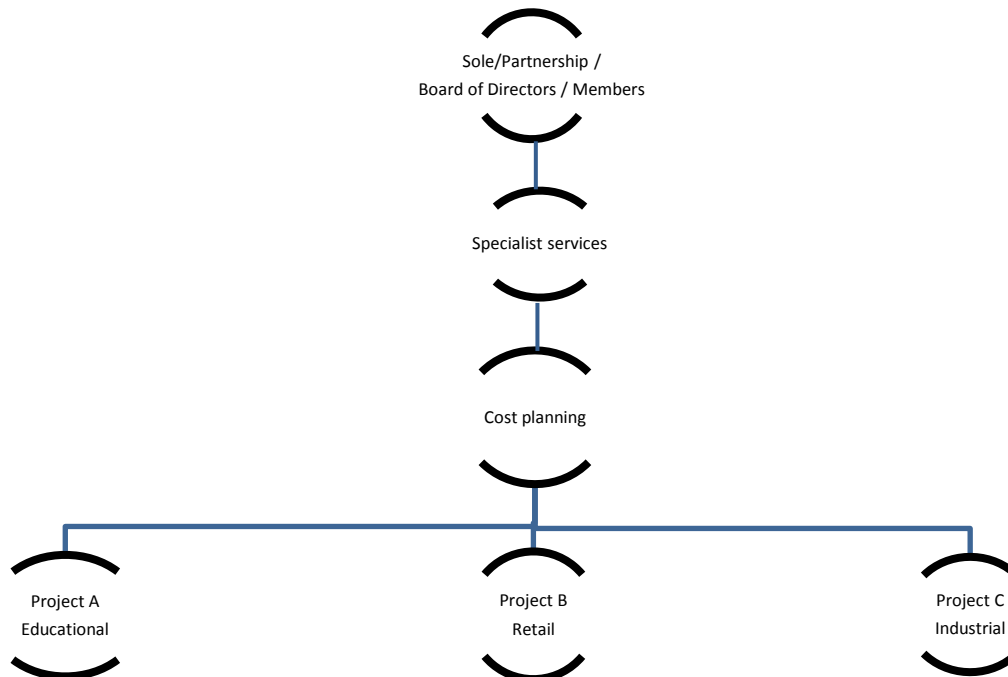 Sole/Partnership /
Board of Directors / Members
Specialist services
Cost planning
Project A
Educational
Project B
Retail
Project C
Industrial